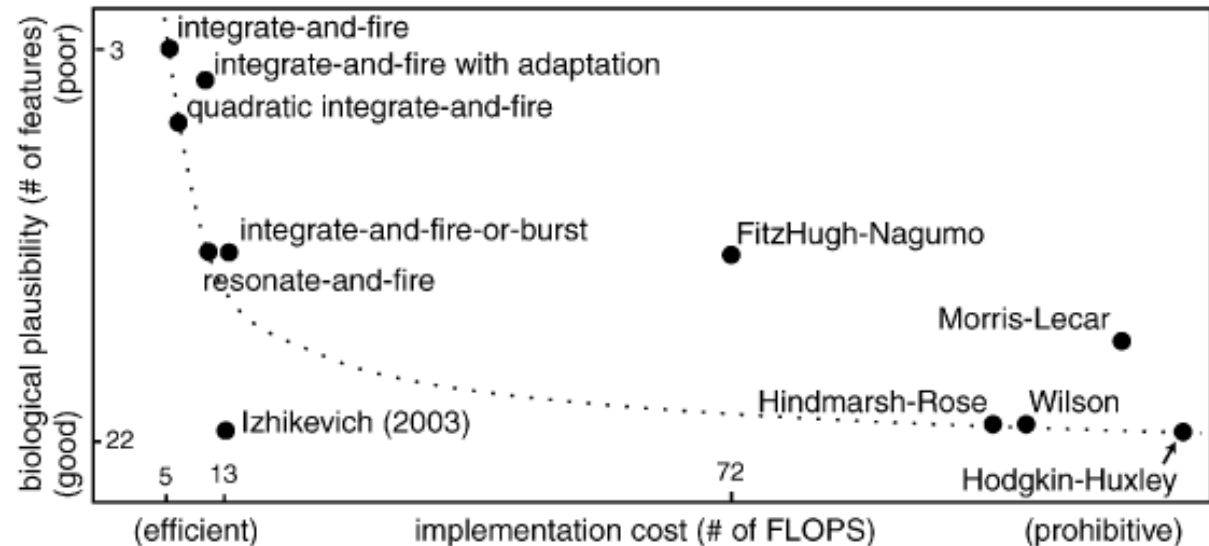 biological plausibility (# of features)
(poor)
(good)
3
22
integrate-and-fire
integrate-and-fire with adaptation
quadratic integrate-and-fire
integrate-and-fire-or-burst
resonate-and-fire
FitzHugh-Nagumo
Morris-Lecar
Hindmarsh-Rose
Wilson
Izhikevich (2003)
Hodgkin-Huxley
5
13
72
(efficient)
implementation cost (# of FLOPS)
(prohibitive)